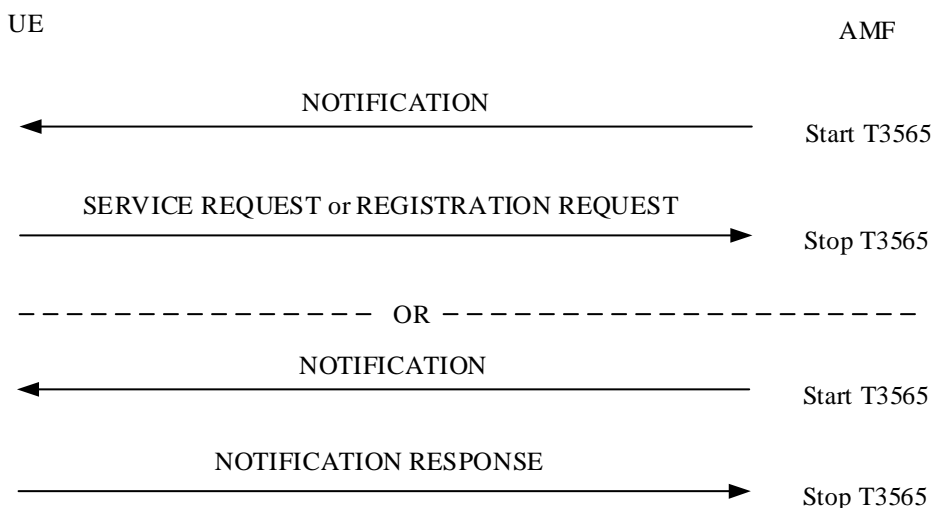 UE
AMF
NOTIFICATION
Start T3565
SERVICE REQUEST or REGISTRATION REQUEST
Stop T3565
OR
NOTIFICATION
Start T3565
NOTIFICATION RESPONSE
Stop T3565